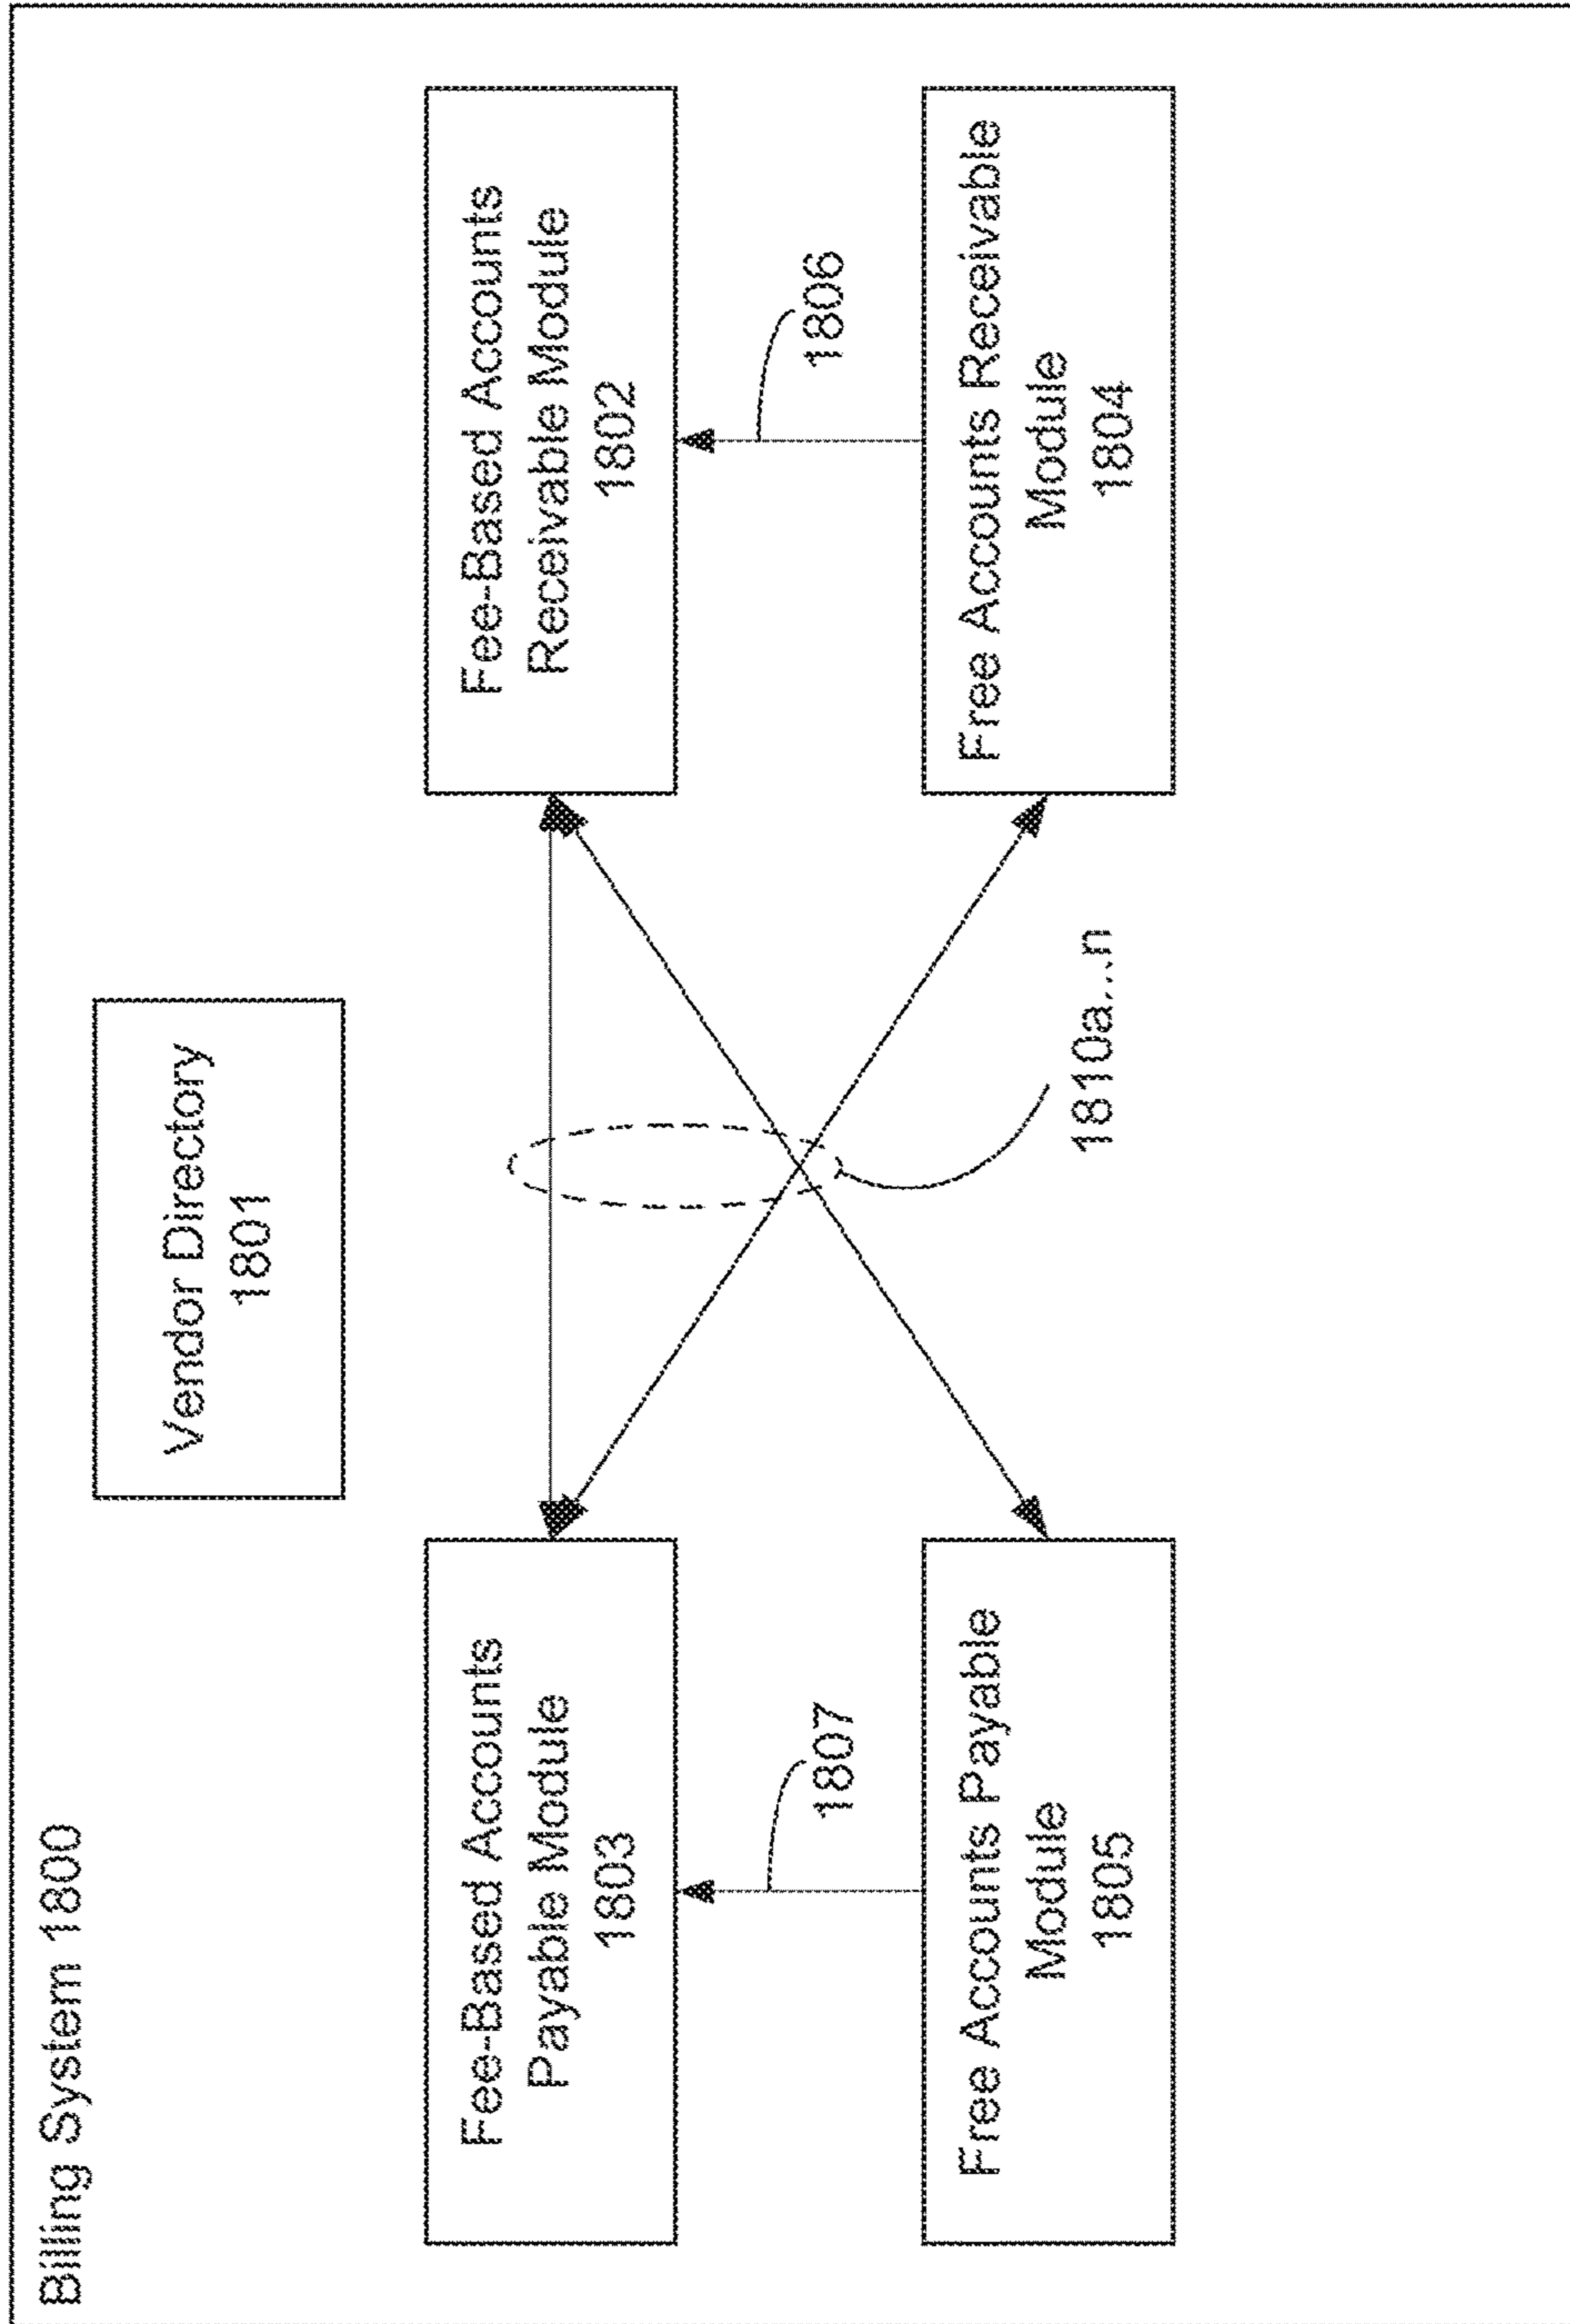 Billing System 1800
Vendor Directory
1801
Fee-Based Accounts
Payable Module
1803
Fee-Based Accounts
Receivable Module
1802
1807
1806
Free Accounts Payable
Module
1805
1810a...n
Free Accounts Receivable
Module
1804